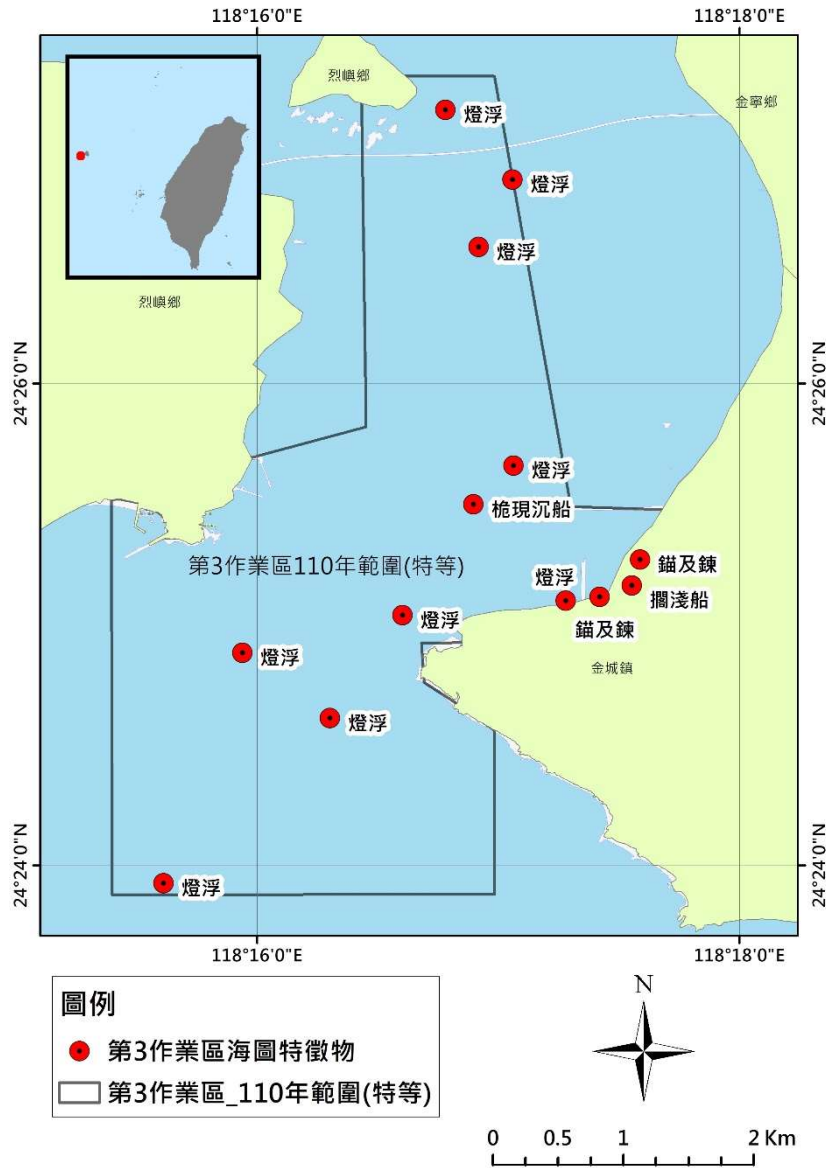 118°16'0"E
118°18'0"E
烈嶼鄉
金寧鄉
燈浮
燈浮
燈浮
烈嶼鄉
24°26'0"N
24°26'0"N
燈浮
桅現沉船
第3作業區110年範圍(特等)
錨及鍊
燈浮
擱淺船
燈浮
錨及鍊
燈浮
金城鎮
燈浮
24°24'0"N
24°24'0"N
燈浮
118°16'0"E
118°18'0"E
圖例
第3作業區海圖特徵物
第3作業區_110年範圍(特等)
N
0 0.5 1 2 Km